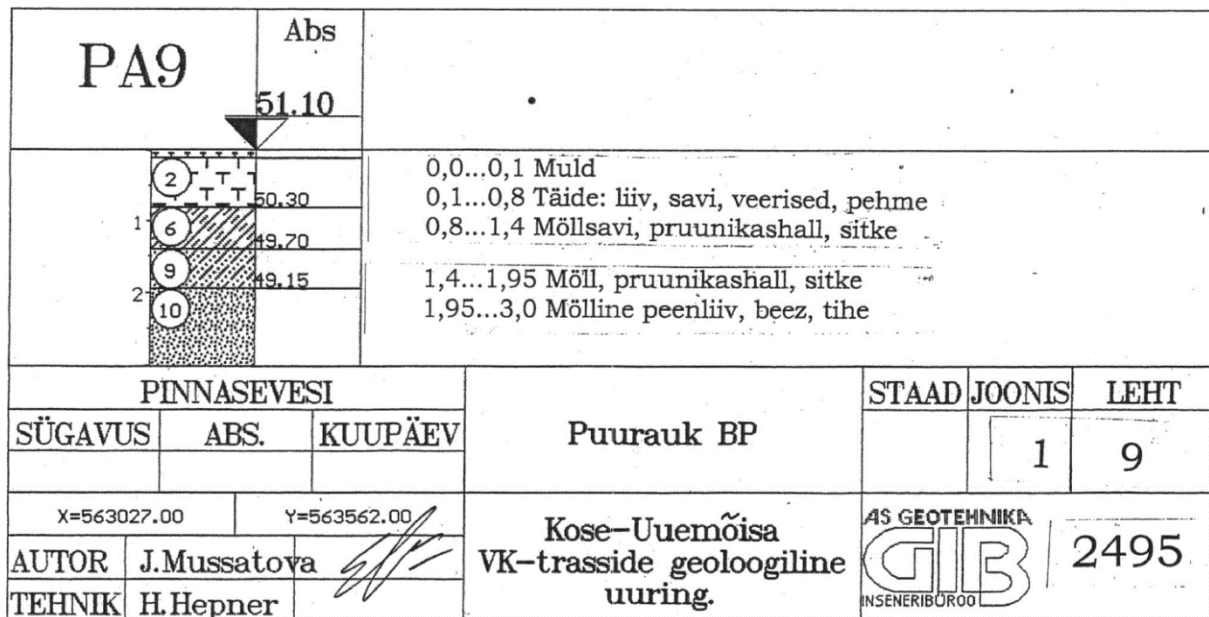 PA9
Abs
51.10
2
50.30
1
6
49.70
9
49.15
2
10
0,0...0,1 Muld
0,1...0,8 Täide: liiv, savi, veerised, pehme
0,8...1,4 Möllsavi, pruunikashall, sitke
1,4...1,95 Möll, pruunikashall, sitke
1,95...3,0 Mölline peenliiv, beez, tihe
PINNASEVESI
SÜGAVUS ABS. KUUPÄEV
Puurauk BP
STAAD JOONIS LEHT
1 9
X=563027.00 Y=563562.00
AUTOR J.Mussatova
TEHNIK H.Hepner
Kose-Uuemõisa
VK-trasside geoloogiline
uuring.
AS GEOTEHNIKA
GIB
INSENERIBÜROO
2495